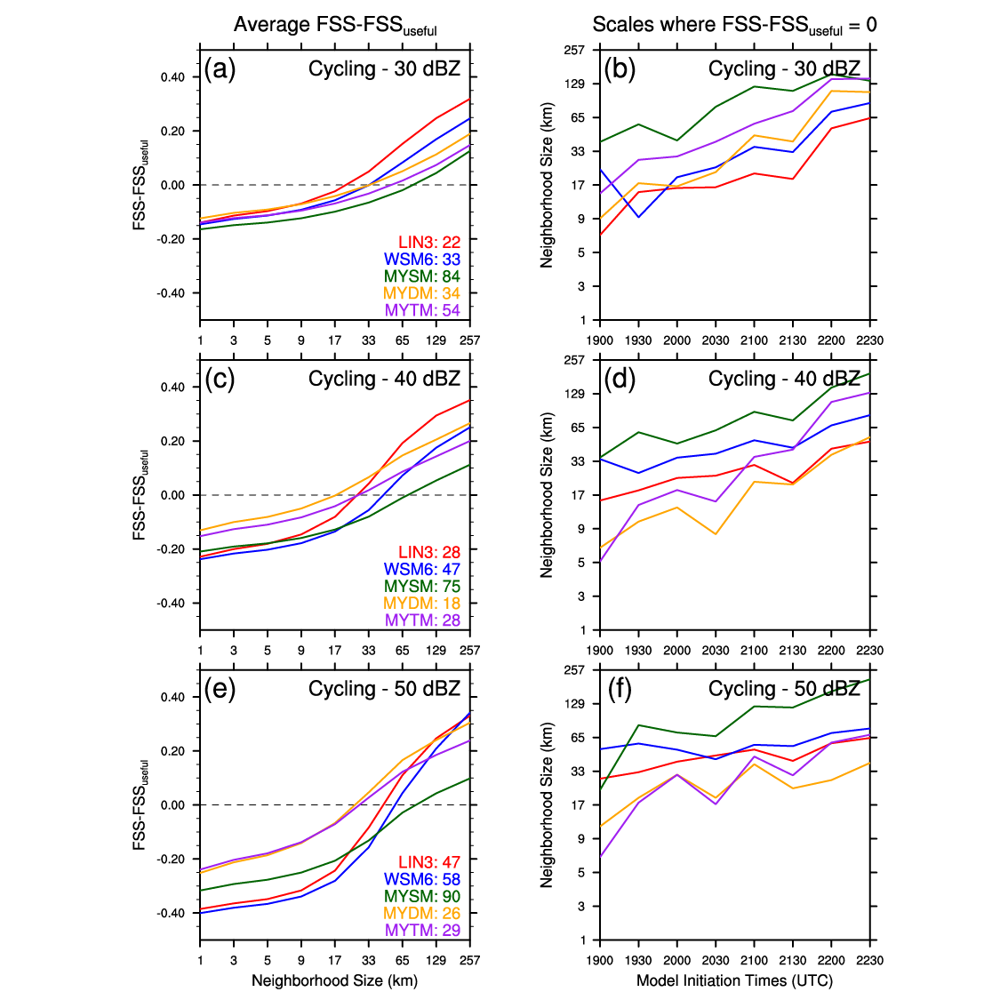 Average FSS-FSSuseful
Scales where FSS-FSSuseful = 0
(a)
Cycling - 30 dBZ
FSS-FSSuseful
0.40
0.20
0.00
-0.20
-0.40
LIN3: 22
WSM6: 33
MYSM: 84
MYDM: 34
MYTM: 54
1 3 5 9 17 33 65 129 257
(b)
Cycling - 30 dBZ
Neighborhood Size (km)
257
129
65
33
17
9
5
3
1
1900 1930 2000 2030 2100 2130 2200 2230
(c)
Cycling - 40 dBZ
FSS-FSSuseful
0.40
0.20
0.00
-0.20
-0.40
LIN3: 28
WSM6: 47
MYSM: 75
MYDM: 18
MYTM: 28
1 3 5 9 17 33 65 129 257
(d)
Cycling - 40 dBZ
Neighborhood Size (km)
257
129
65
33
17
9
5
3
1
1900 1930 2000 2030 2100 2130 2200 2230
(e)
Cycling - 50 dBZ
FSS-FSSuseful
0.40
0.20
0.00
-0.20
-0.40
LIN3: 47
WSM6: 58
MYSM: 90
MYDM: 26
MYTM: 29
1 3 5 9 17 33 65 129 257
Neighborhood Size (km)
(f)
Cycling - 50 dBZ
Neighborhood Size (km)
257
129
65
33
17
9
5
3
1
1900 1930 2000 2030 2100 2130 2200 2230
Model Initiation Times (UTC)